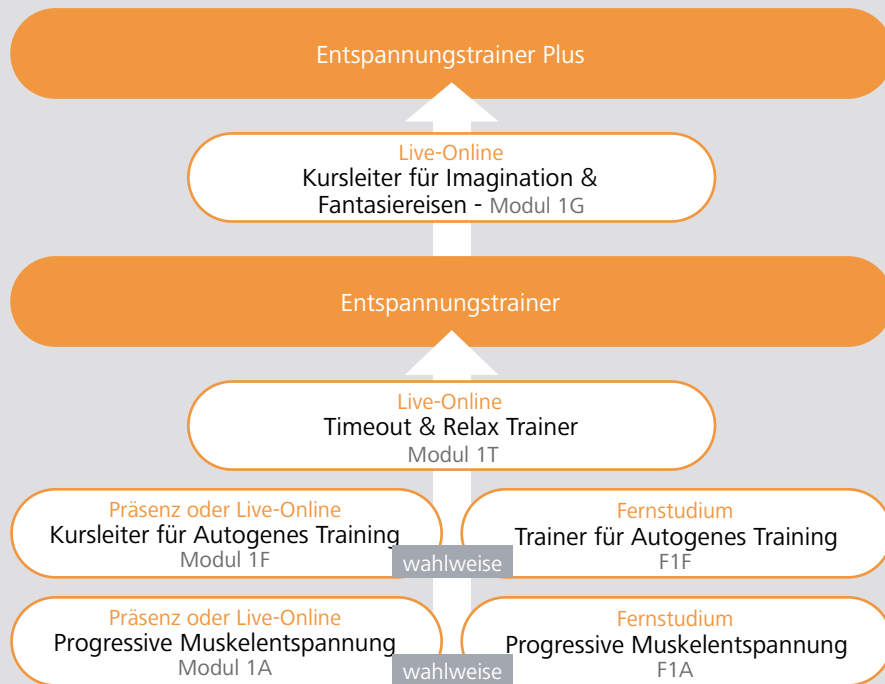 Entspannungstrainer Plus
Live-Online
Kursleiter für Imagination &
Fantasiereisen - Modul 1G
Entspannungstrainer
Live-Online
Timeout & Relax Trainer
Modul 1T
Präsenz oder Live-Online
Kursleiter für Autogenes Training
Modul 1F
wahlweise
Fernstudium
Trainer für Autogenes Training
F1F
Präsenz oder Live-Online
Progressive Muskelentspannung
Modul 1A
wahlweise
Fernstudium
Progressive Muskelentspannung
F1A